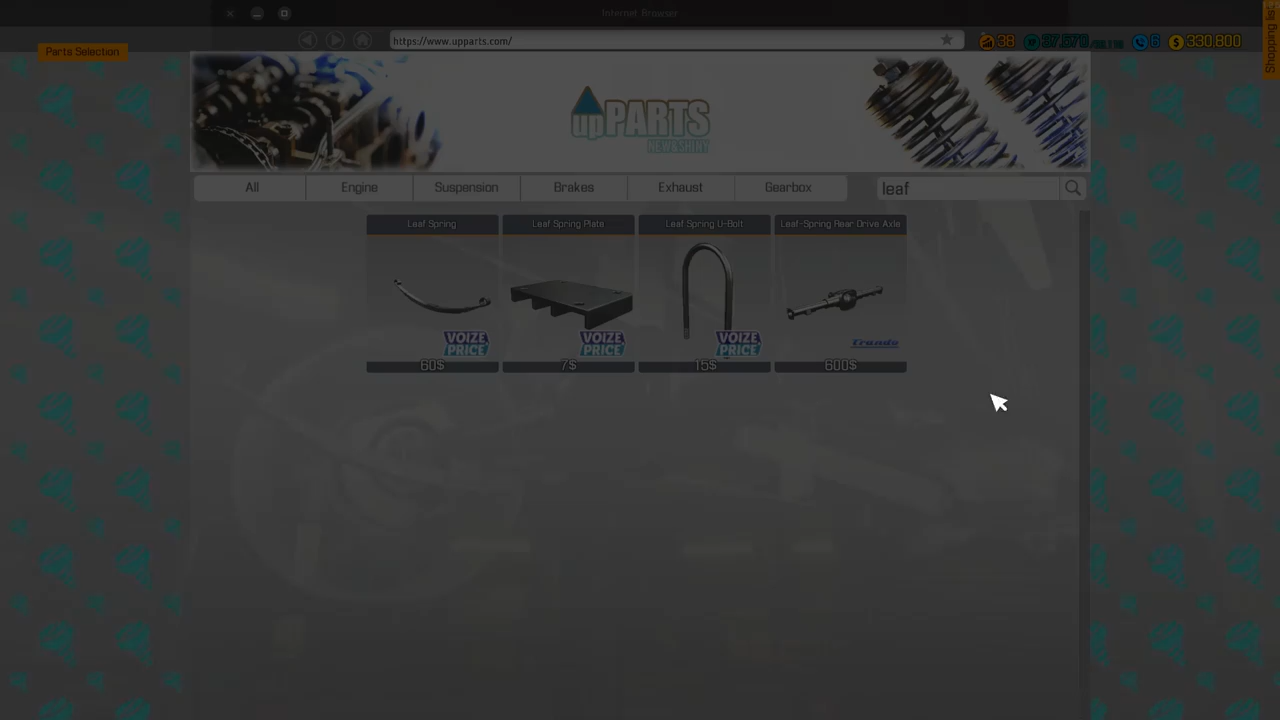 Internet Browser
https://www.upparts.com/
38
37,670
6
330,800
Parts Selection
Shopping list
upPARTS
NEW&SHINY
All
Engine
Suspension
Brakes
Exhaust
Gearbox
leaf
Leaf Spring
Leaf Spring Plate
Leaf Spring U-Bolt
Leaf-Spring Rear Drive Axle
VOIZE PRICE
VOIZE PRICE
VOIZE PRICE
60$
7$
15$
600$